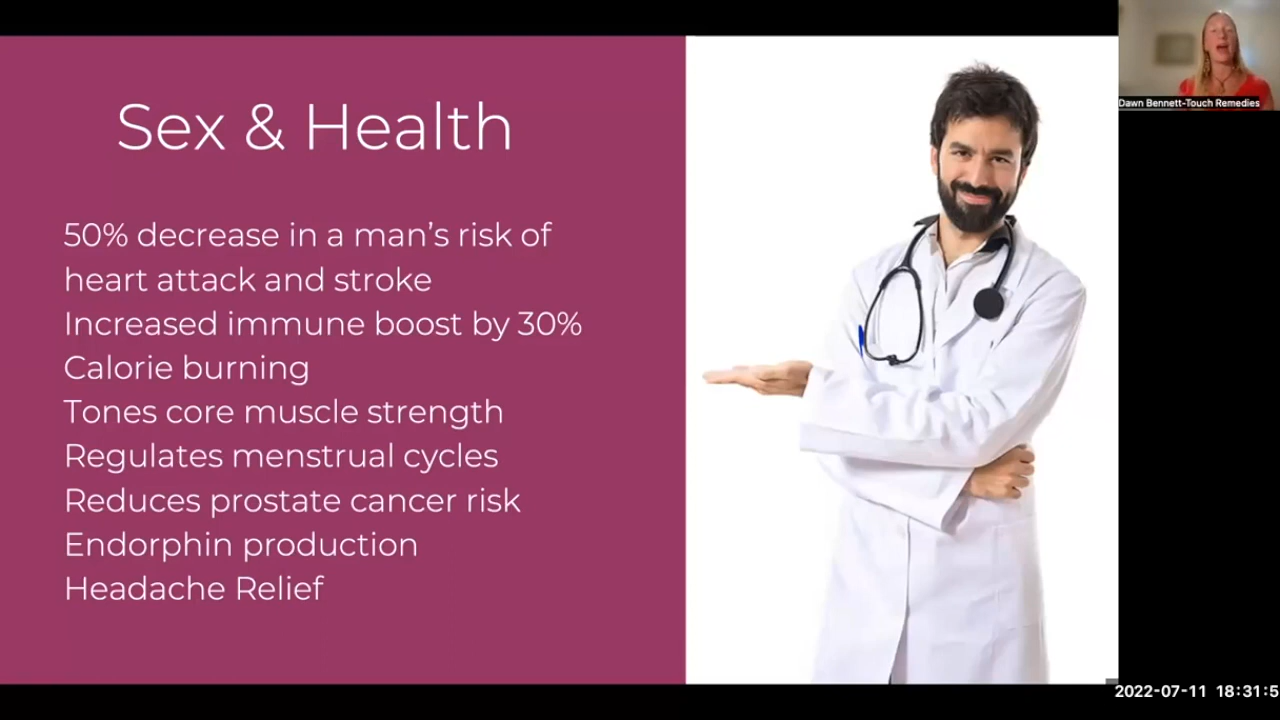 Sex & Health
50% decrease in a man’s risk of
heart attack and stroke
Increased immune boost by 30%
Calorie burning
Tones core muscle strength
Regulates menstrual cycles
Reduces prostate cancer risk
Endorphin production
Headache Relief
Dawn Bennett-Touch Remedies
2022-07-11 18:31:5